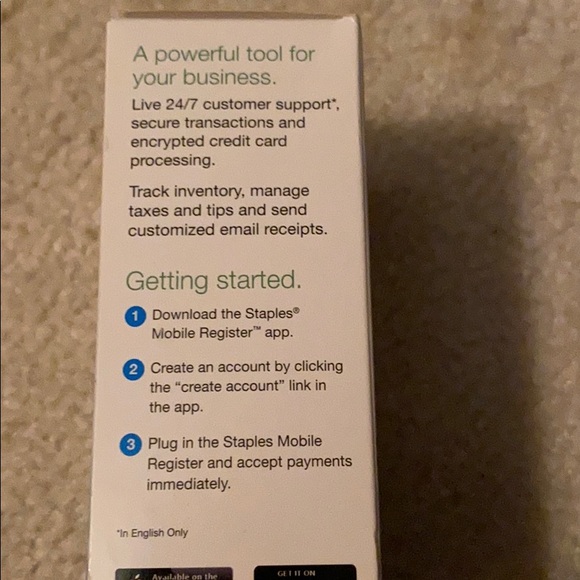 A powerful tool for
your business.
Live 24/7 customer support*,
secure transactions and
encrypted credit card
processing.
Track inventory, manage
taxes and tips and send
customized email receipts.
Getting started.
1 Download the Staples®
Mobile Register™ app.
2 Create an account by clicking
the “create account” link in
the app.
3 Plug in the Staples Mobile
Register and accept payments
immediately.
*In English Only
Available on the
GET IT ON